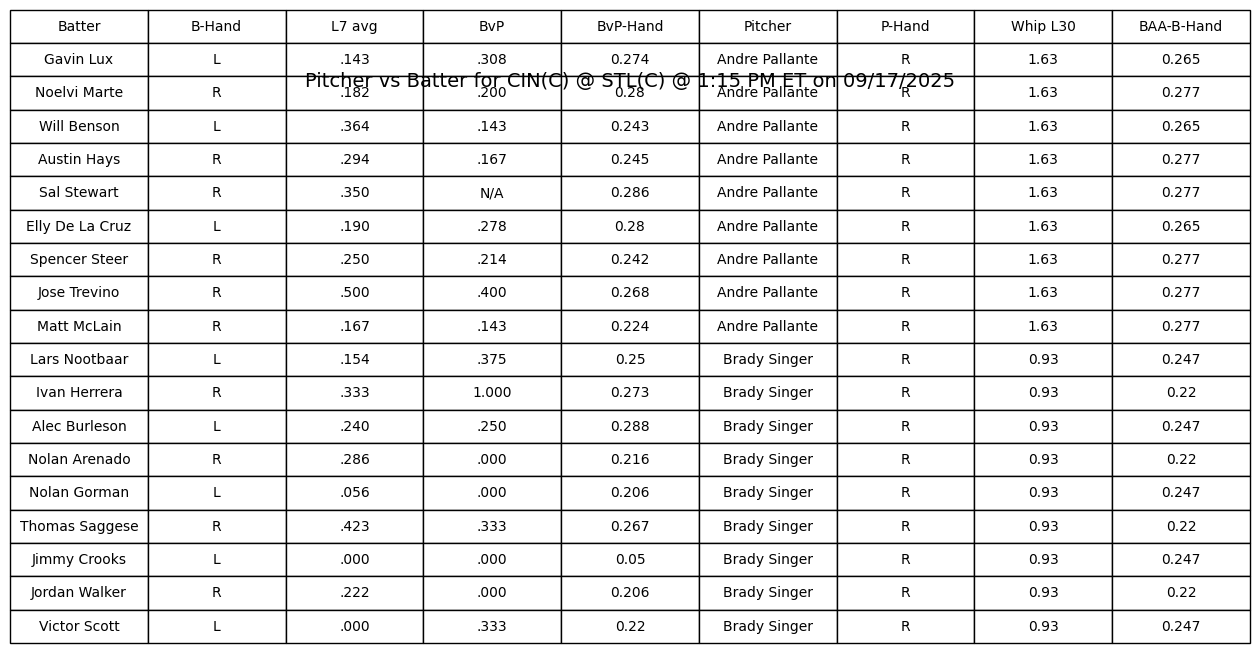 Batter B-Hand L7 avg BvP BvP-Hand Pitcher P-Hand Whip L30 BAA-B-Hand
Gavin Lux L .143 .308 0.274 Andre Pallante R 1.63 0.265
Pitcher vs Batter for CIN(C) @ STL(C) @ 1:15 PM ET on 09/17/2025
Noelvi Marte R .182 .200 0.28 Andre Pallante R 1.63 0.277
Will Benson L .364 .143 0.243 Andre Pallante R 1.63 0.265
Austin Hays R .294 .167 0.245 Andre Pallante R 1.63 0.277
Sal Stewart R .350 N/A 0.286 Andre Pallante R 1.63 0.277
Elly De La Cruz L .190 .278 0.28 Andre Pallante R 1.63 0.265
Spencer Steer R .250 .214 0.242 Andre Pallante R 1.63 0.277
Jose Trevino R .500 .400 0.268 Andre Pallante R 1.63 0.277
Matt McLain R .167 .143 0.224 Andre Pallante R 1.63 0.277
Lars Nootbaar L .154 .375 0.25 Brady Singer R 0.93 0.247
Ivan Herrera R .333 1.000 0.273 Brady Singer R 0.93 0.22
Alec Burleson L .240 .250 0.288 Brady Singer R 0.93 0.247
Nolan Arenado R .286 .000 0.216 Brady Singer R 0.93 0.22
Nolan Gorman L .056 .000 0.206 Brady Singer R 0.93 0.247
Thomas Saggese R .423 .333 0.267 Brady Singer R 0.93 0.22
Jimmy Crooks L .000 .000 0.05 Brady Singer R 0.93 0.247
Jordan Walker R .222 .000 0.206 Brady Singer R 0.93 0.22
Victor Scott L .000 .333 0.22 Brady Singer R 0.93 0.247